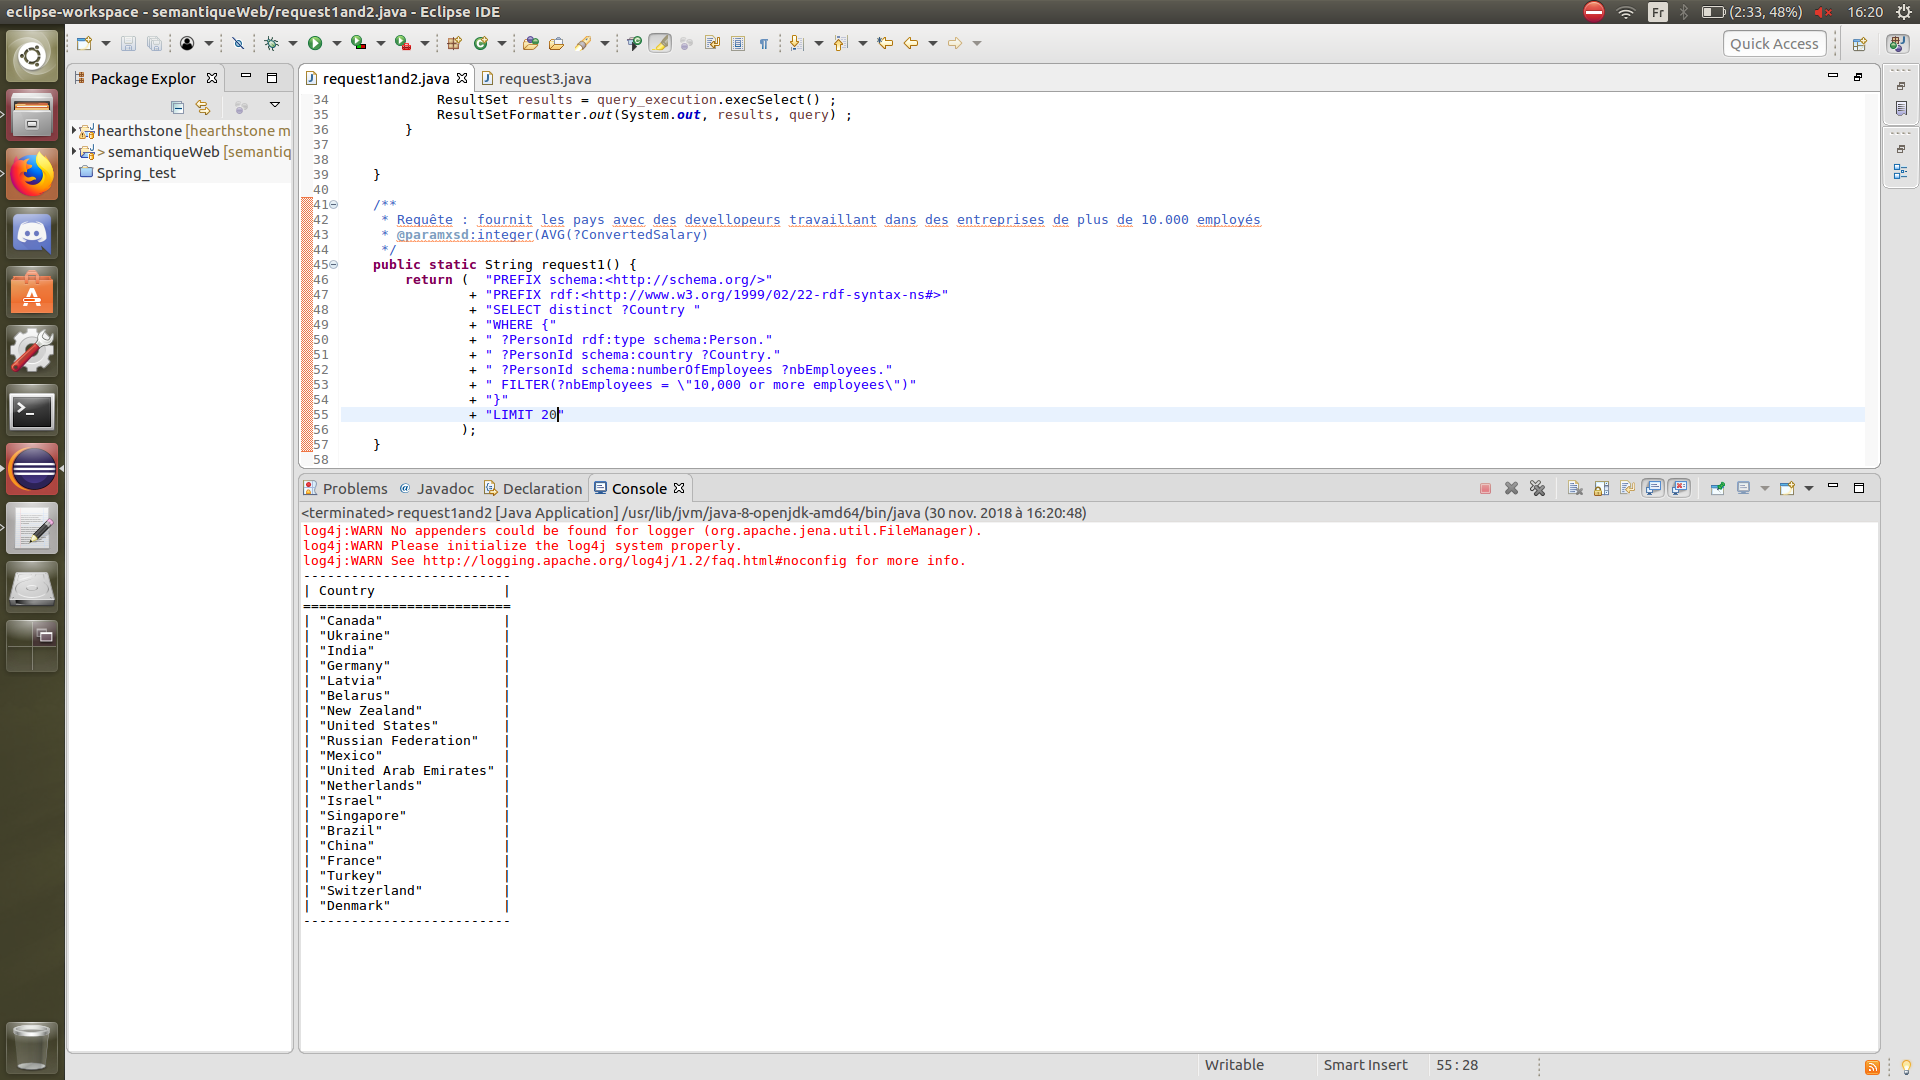 eclipse-workspace - semantiqueWeb/request1and2.java - Eclipse IDE
Fr (2:33, 48%) 16:20
Quick Access
Package Explor
hearthstone [hearthstone m
> semantiqueWeb [semantiq
Spring_test
request1and2.java request3.java
34 ResultSet results = query_execution.execSelect() ;
35 ResultSetFormatter.out(System.out, results, query) ;
36 }
37
38
39 }
40
41 /**
42 * Requête : fournit les pays avec des devellopeurs travaillant dans des entreprises de plus de 10.000 employés
43 * @paramxsd:integer(AVG(?ConvertedSalary)
44 */
45 public static String request1() {
46 return ( "PREFIX schema:<http://schema.org/>"
47 + "PREFIX rdf:<http://www.w3.org/1999/02/22-rdf-syntax-ns#>"
48 + "SELECT distinct ?Country "
49 + "WHERE {"
50 + " ?PersonId rdf:type schema:Person."
51 + " ?PersonId schema:country ?Country."
52 + " ?PersonId schema:numberOfEmployees ?nbEmployees."
53 + " FILTER(?nbEmployees = \"10,000 or more employees\")"
54 + "}"
55 + "LIMIT 20"
56 );
57 }
58
Problems @ Javadoc Declaration Console
<terminated> request1and2 [Java Application] /usr/lib/jvm/java-8-openjdk-amd64/bin/java (30 nov. 2018 à 16:20:48)
log4j:WARN No appenders could be found for logger (org.apache.jena.util.FileManager).
log4j:WARN Please initialize the log4j system properly.
log4j:WARN See http://logging.apache.org/log4j/1.2/faq.html#noconfig for more info.
--------------------------
| Country |
==========================
| "Canada" |
| "Ukraine" |
| "India" |
| "Germany" |
| "Latvia" |
| "Belarus" |
| "New Zealand" |
| "United States" |
| "Russian Federation" |
| "Mexico" |
| "United Arab Emirates" |
| "Netherlands" |
| "Israel" |
| "Singapore" |
| "Brazil" |
| "China" |
| "France" |
| "Turkey" |
| "Switzerland" |
| "Denmark" |
--------------------------
Writable Smart Insert 55 : 28